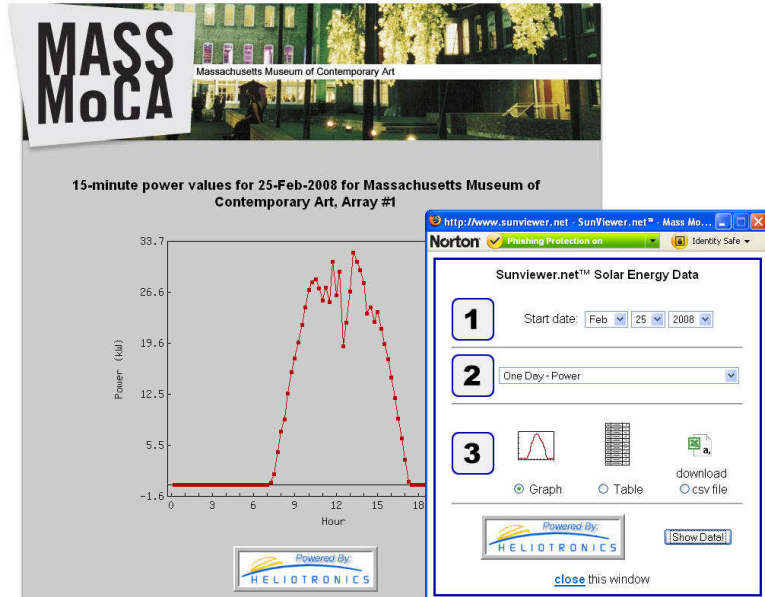 MASS
MoCA
Massachusetts Museum of Contemporary Art
15-minute power values for 25-Feb-2008 for Massachusetts Museum of
Contemporary Art, Array #1
33.7
26.6
19.6
12.5
5.5
-1.6
Power (kW)
0 3 6 9 12 15 18
Hour
Powered By:
HELIOTRONICS
http://www.sunviewer.net - SunViewer.net™ - Mass Mo...
Norton Phishing Protection on Identity Safe
Sunviewer.net™ Solar Energy Data
1 Start date: Feb 25 2008
2 One Day - Power
3
a,
download
Graph Table csv file
Powered By:
HELIOTRONICS
Show Data!
close this window